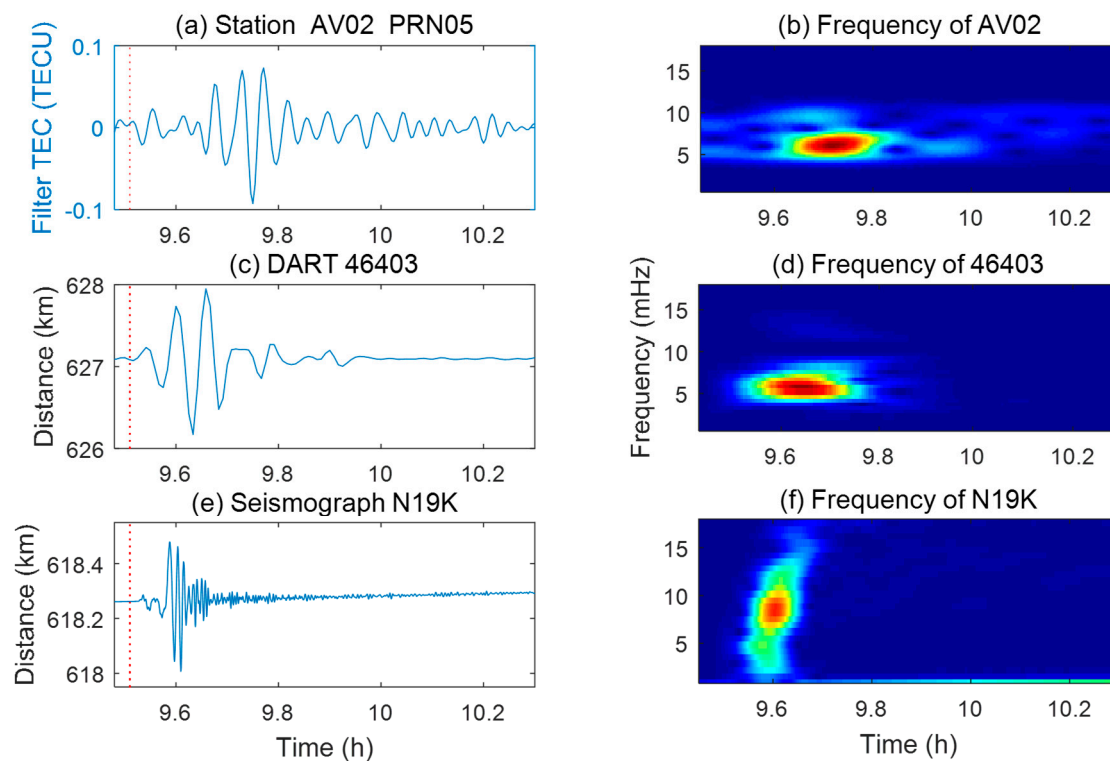 (a) Station AV02 PRN05
(b) Frequency of AV02
Filter TEC (TECU)
0.1
0
-0.1
9.6 9.8 10 10.2
15
10
5
9.6 9.8 10 10.2
(c) DART 46403
(d) Frequency of 46403
Distance (km)
628
627
626
9.6 9.8 10 10.2
Frequency (mHz)
15
10
5
9.6 9.8 10 10.2
(e) Seismograph N19K
(f) Frequency of N19K
Distance (km)
618.4
618.2
618
9.6 9.8 10 10.2
Time (h)
15
10
5
9.6 9.8 10 10.2
Time (h)